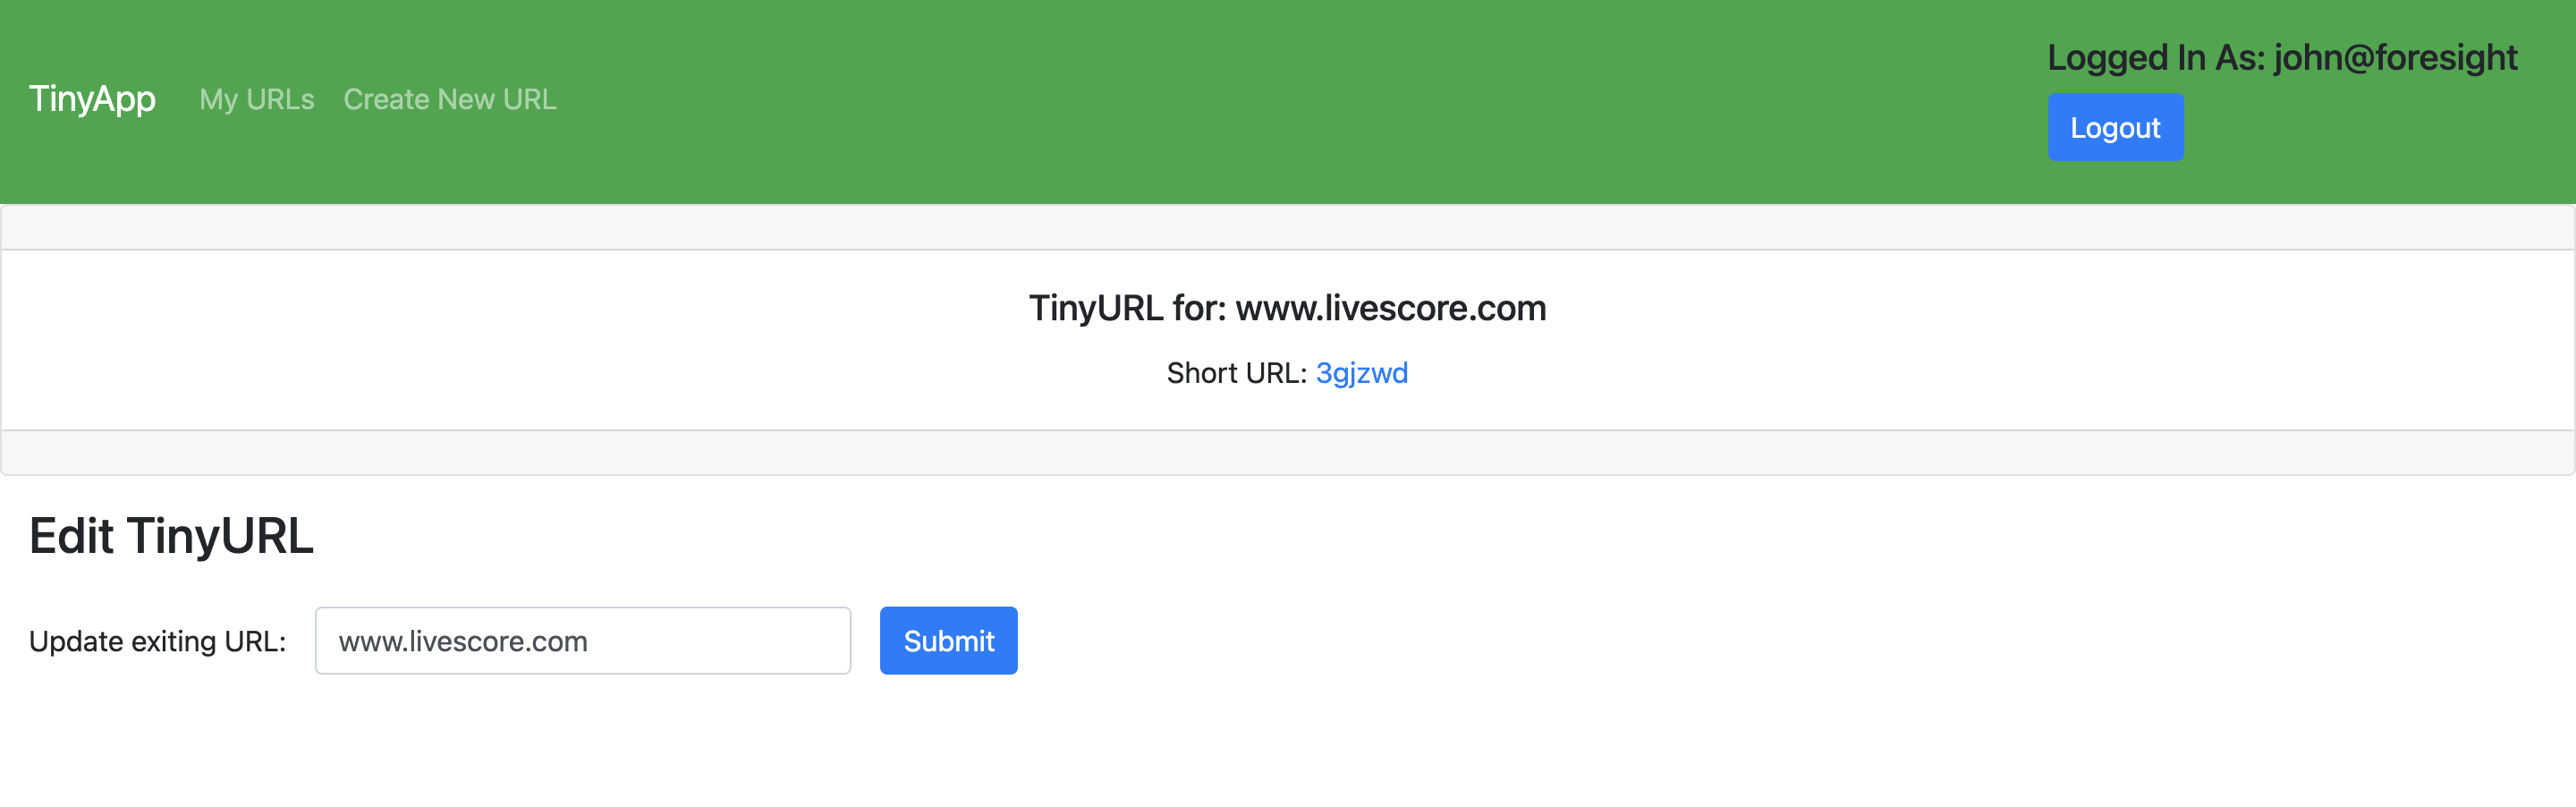 TinyApp My URLs Create New URL
Logged In As: john@foresight
Logout
TinyURL for: www.livescore.com
Short URL: 3gjzwd
Edit TinyURL
Update exiting URL: www.livescore.com Submit